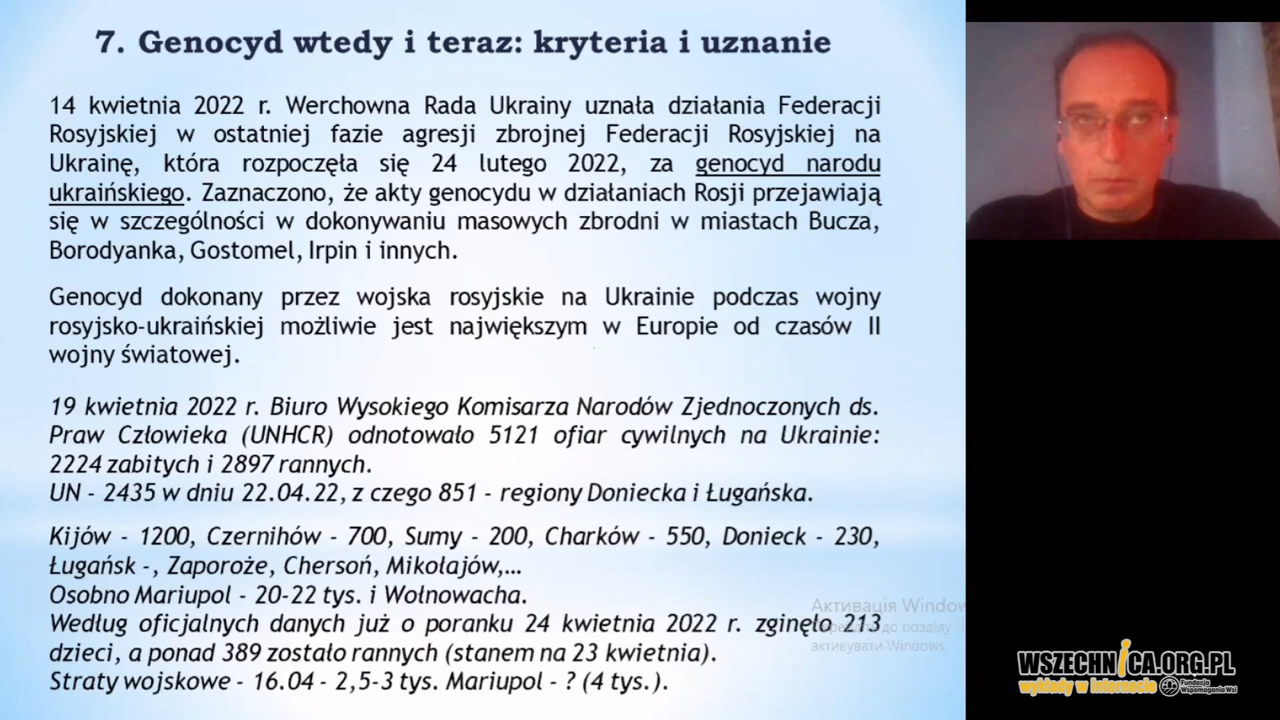 7. Genocyd wtedy i teraz: kryteria i uznanie
14 kwietnia 2022 r. Werchowna Rada Ukrainy uznała działania Federacji
Rosyjskiej w ostatniej fazie agresji zbrojnej Federacji Rosyjskiej na
Ukrainę, która rozpoczęła się 24 lutego 2022, za genocyd narodu
ukraińskiego. Zaznaczono, że akty genocydu w działaniach Rosji przejawiają
się w szczególności w dokonywaniu masowych zbrodni w miastach Bucza,
Borodyanka, Gostomel, Irpin i innych.
Genocyd dokonany przez wojska rosyjskie na Ukrainie podczas wojny
rosyjsko-ukraińskiej możliwie jest największym w Europie od czasów II
wojny światowej.
19 kwietnia 2022 r. Biuro Wysokiego Komisarza Narodów Zjednoczonych ds.
Praw Człowieka (UNHCR) odnotowało 5121 ofiar cywilnych na Ukrainie:
2224 zabitych i 2897 rannych.
UN - 2435 w dniu 22.04.22, z czego 851 - regiony Doniecka i Ługańska.
Kijów - 1200, Czernihów - 700, Sumy - 200, Charków - 550, Donieck - 230,
Ługańsk -, Zaporoże, Chersoń, Mikołajów,...
Osobno Mariupol - 20-22 tys. i Wołnowacha.
Według oficjalnych danych już o poranku 24 kwietnia 2022 r. zginęło 213
dzieci, a ponad 389 zostało rannych (stanem na 23 kwietnia).
Straty wojskowe - 16.04 - 2,5-3 tys. Mariupol - ? (4 tys.).
Активація Window
до розділу
активувати Windows.
WSZECHNICA.ORG.PL
wykłady w internecie
Fundacja
Wspomagania Wsi